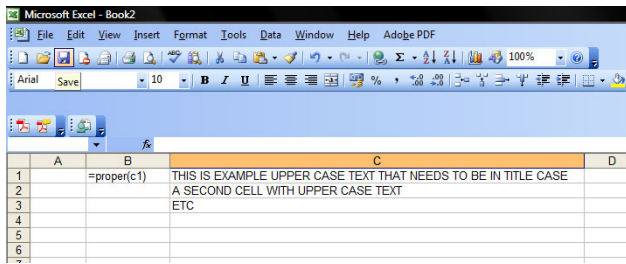 Microsoft Excel - Book2
File Edit View Insert Format Tools Data Window Help Adobe PDF
100%
Arial Save 10 B I U % ,
fx
A B C D
1 =proper(c1) THIS IS EXAMPLE UPPER CASE TEXT THAT NEEDS TO BE IN TITLE CASE
2 A SECOND CELL WITH UPPER CASE TEXT
3 ETC
4
5
6
7